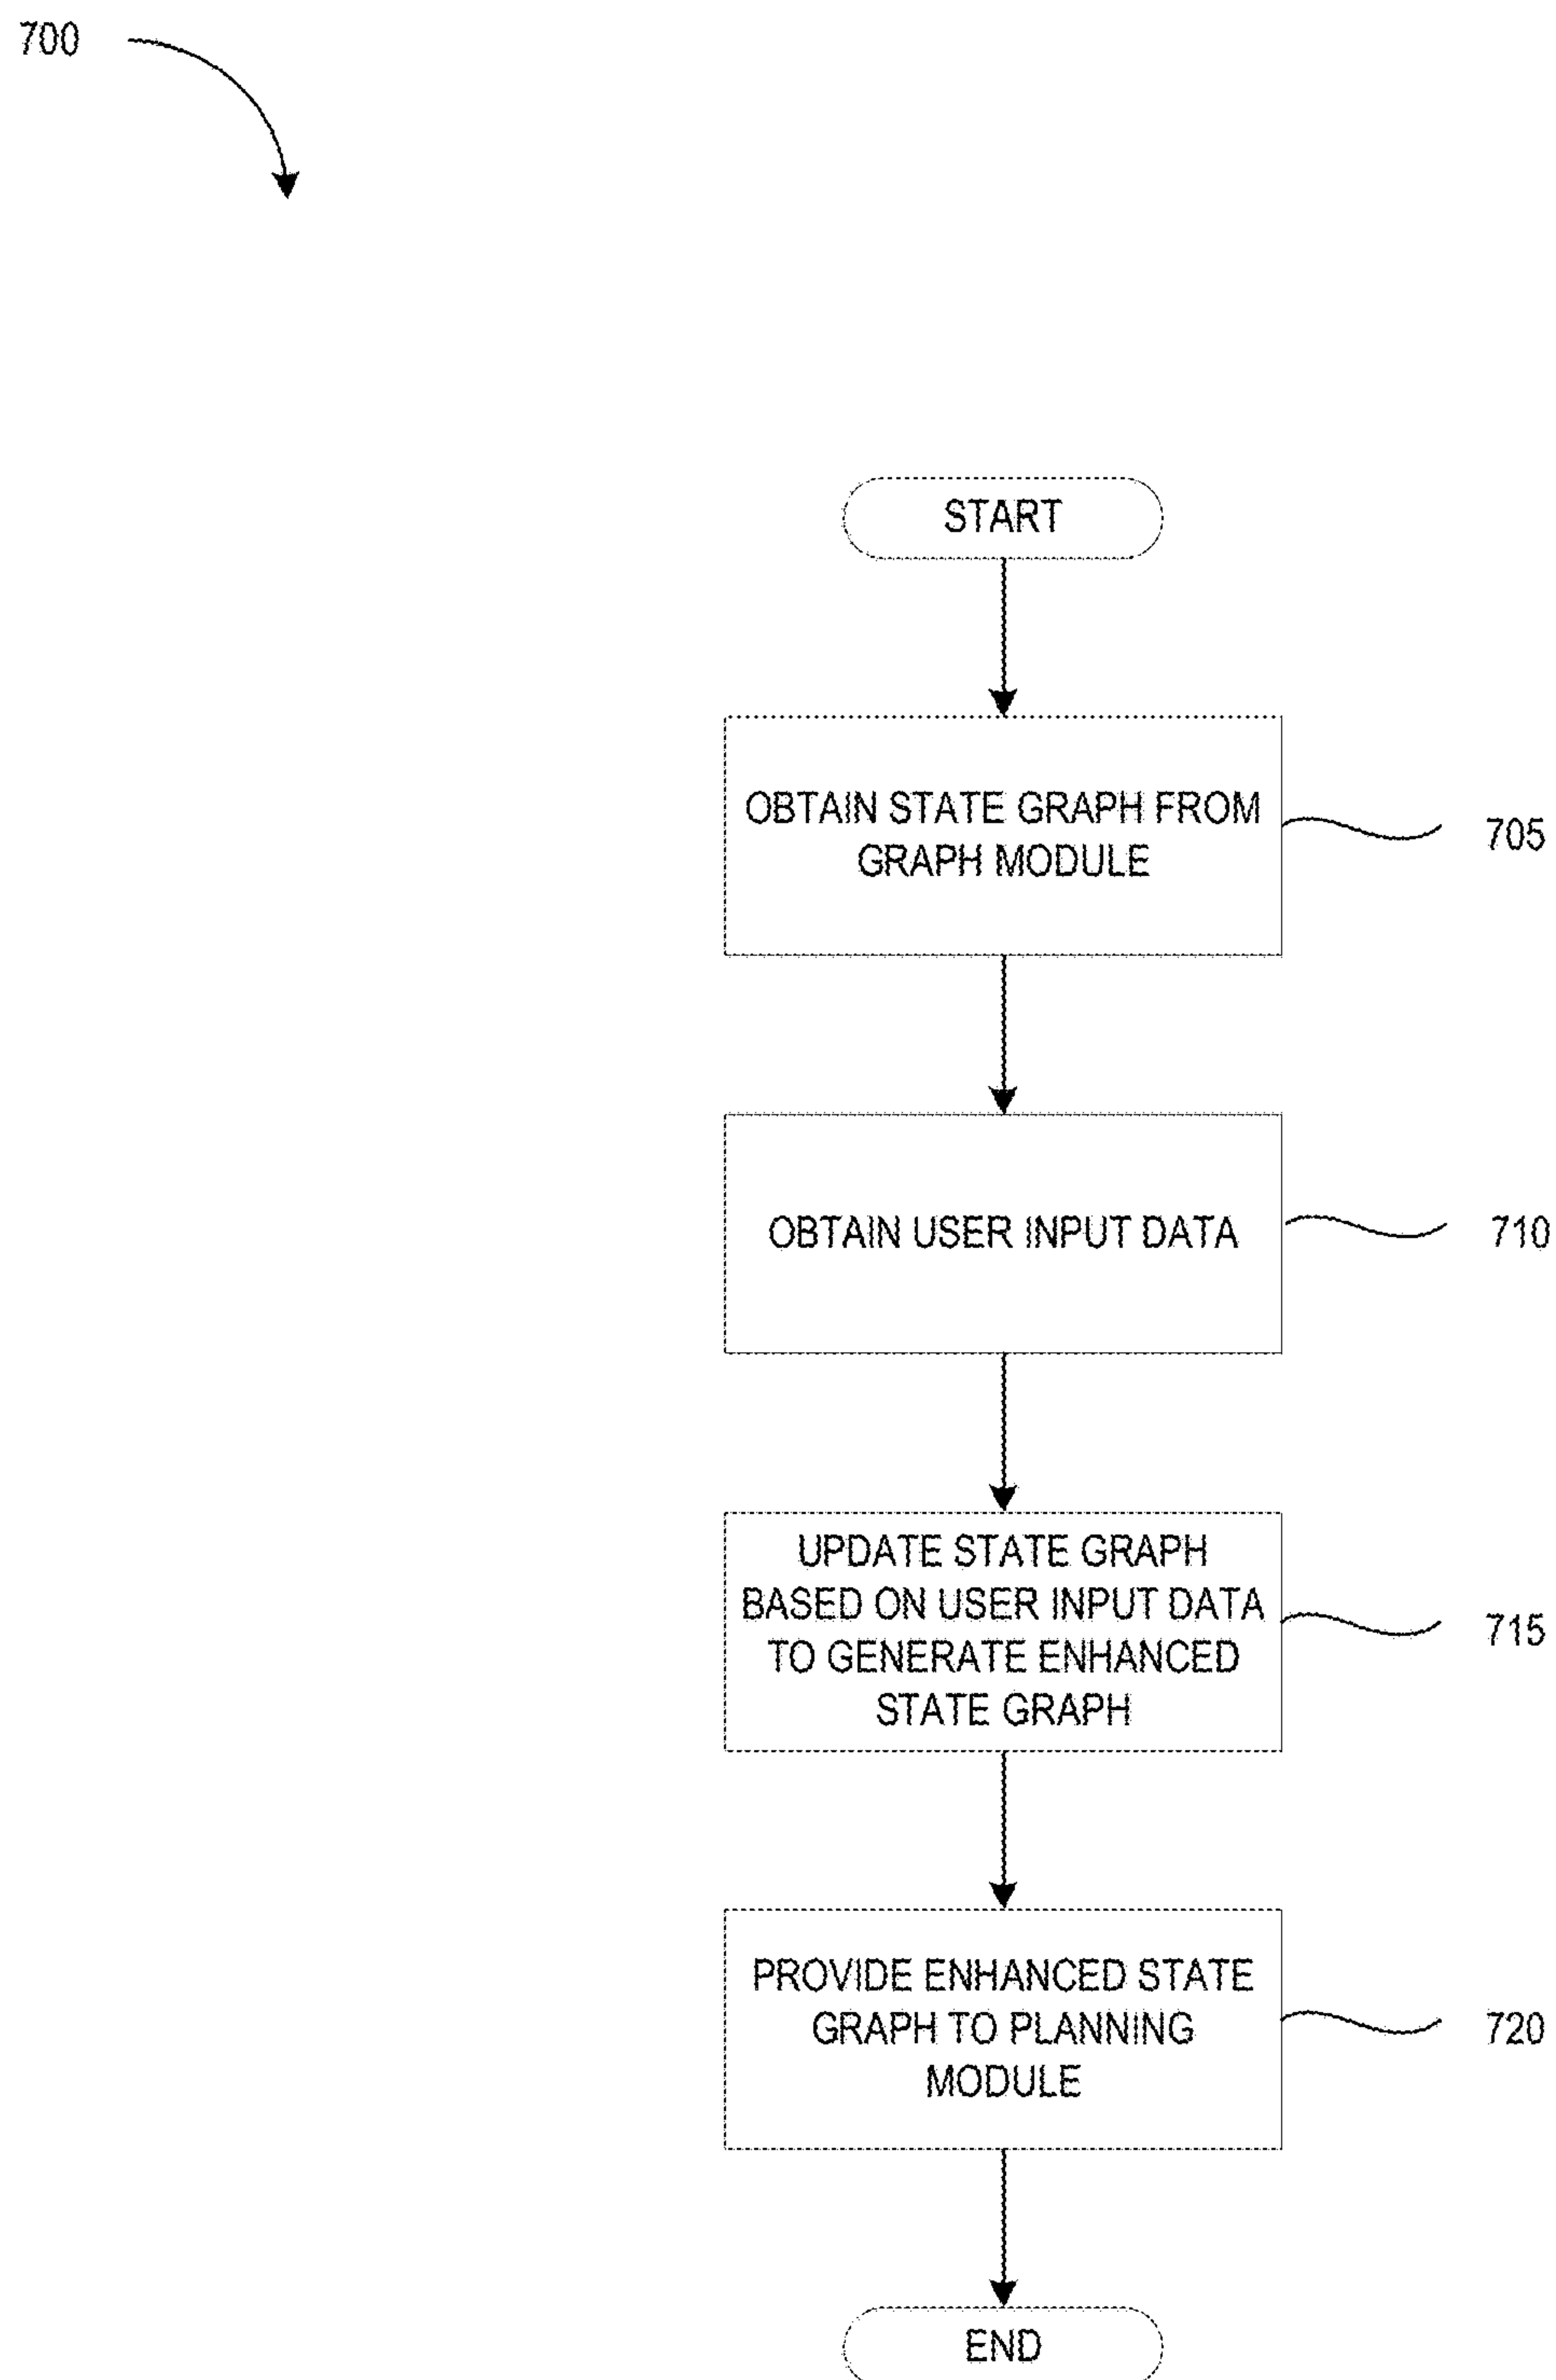 700
START
OBTAIN STATE GRAPH FROM
GRAPH MODULE
705
OBTAIN USER INPUT DATA
710
UPDATE STATE GRAPH
BASED ON USER INPUT DATA
TO GENERATE ENHANCED
STATE GRAPH
715
PROVIDE ENHANCED STATE
GRAPH TO PLANNING
MODULE
720
END